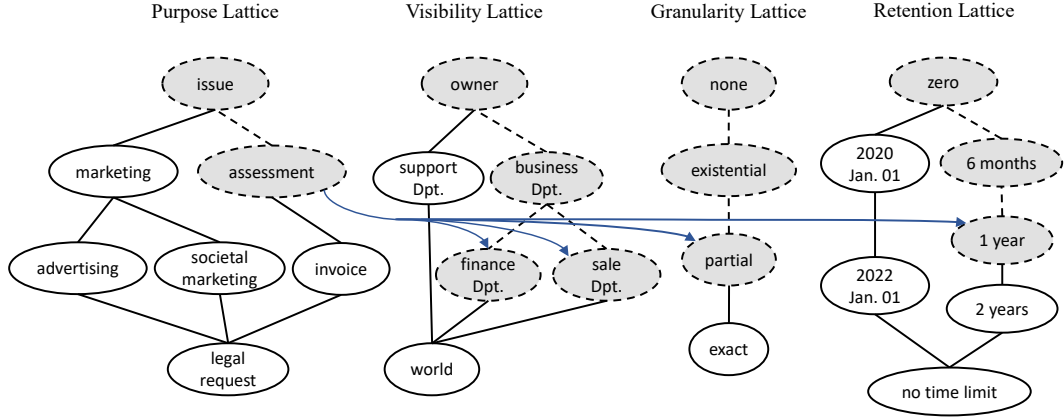 Purpose Lattice
Visibility Lattice
Granularity Lattice
Retention Lattice
issue
marketing
assessment
advertising
societal
marketing
invoice
legal
request
owner
support
Dpt.
business
Dpt.
finance
Dpt.
sale
Dpt.
world
none
existential
partial
exact
zero
2020
Jan. 01
6 months
1 year
2022
Jan. 01
2 years
no time limit